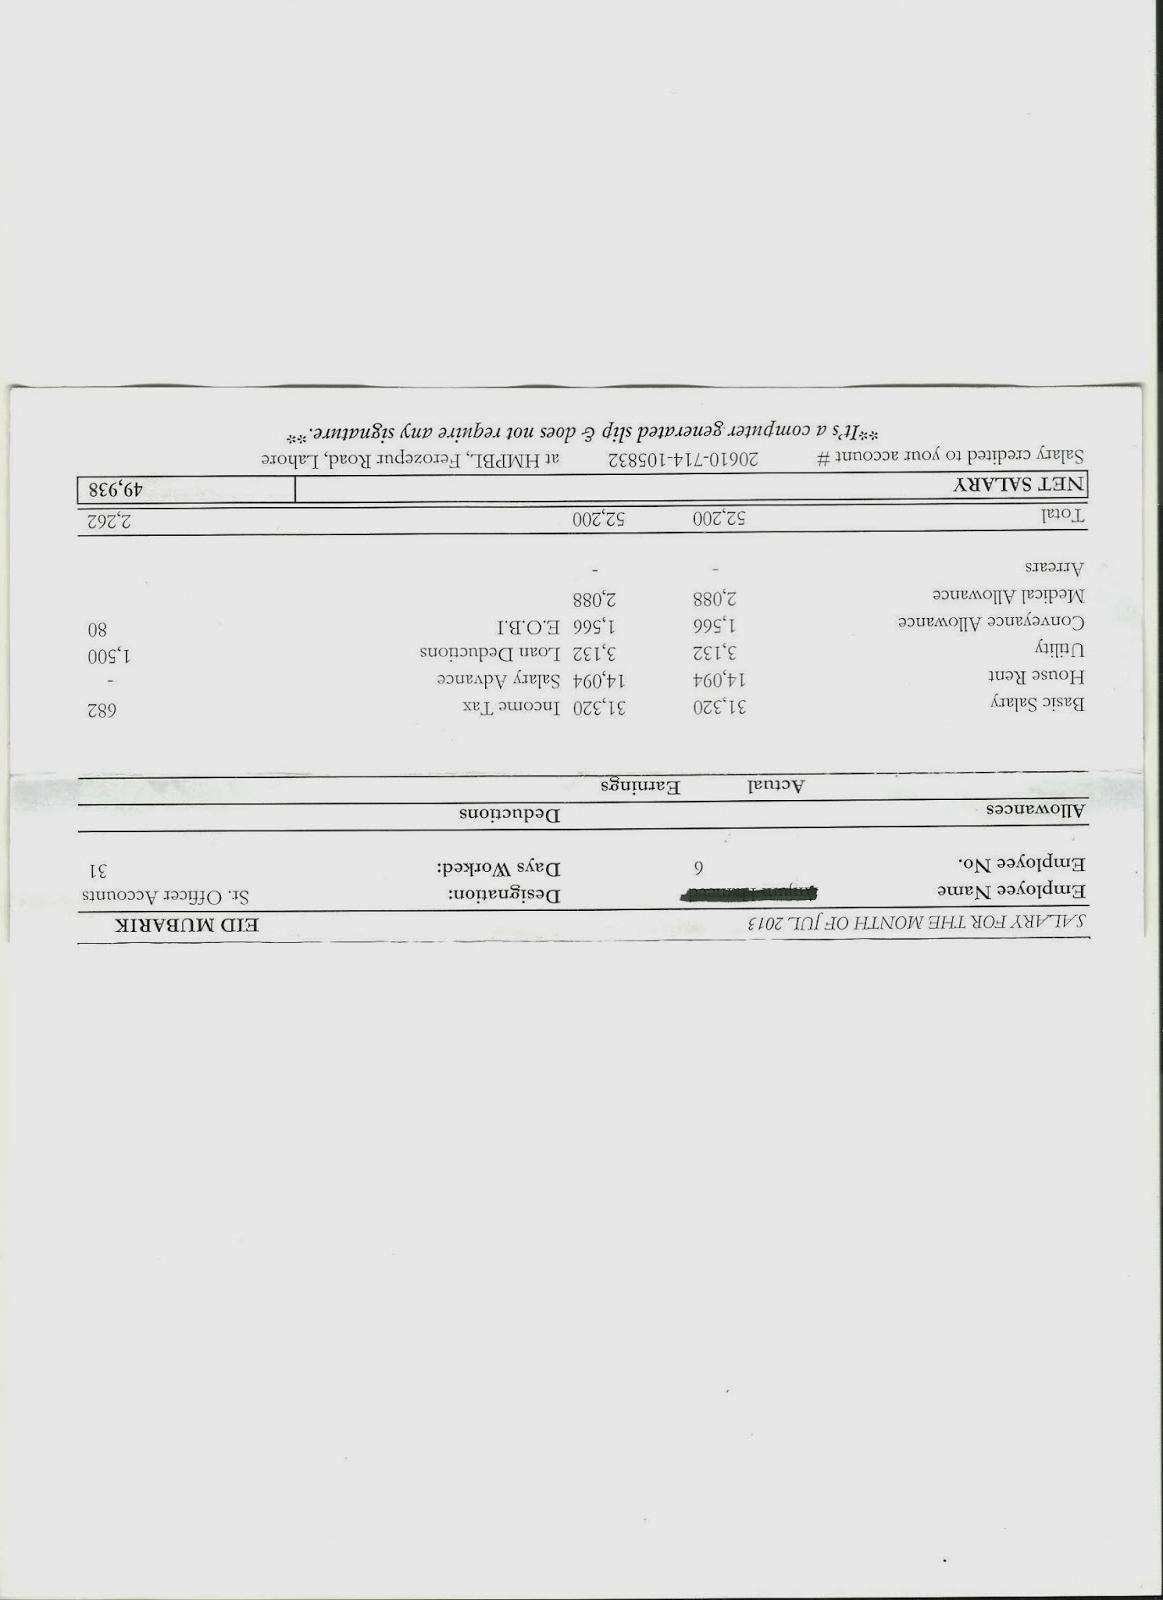 SALARY FOR THE MONTH OF JUL 2013 EID MUBARIK
Employee Name Designation: Sr. Officer Accounts
Employee No. 6 Days Worked: 31
Allowances Deductions
Actual Earnings
Basic Salary 31,320 31,320 Income Tax 682
House Rent 14,094 14,094 Salary Advance -
Utility 3,132 3,132 Loan Deductions 1,500
Conveyance Allowance 1,566 1,566 E.O.B.I 80
Medical Allowance 2,088 2,088
Arrears - -
Total 52,200 52,200 2,262
NET SALARY 49,938
Salary credited to your account # 20610-714-105832 at HMPBL, Ferozepur Road, Lahore
**It's a computer generated ship & does not require any signature.**